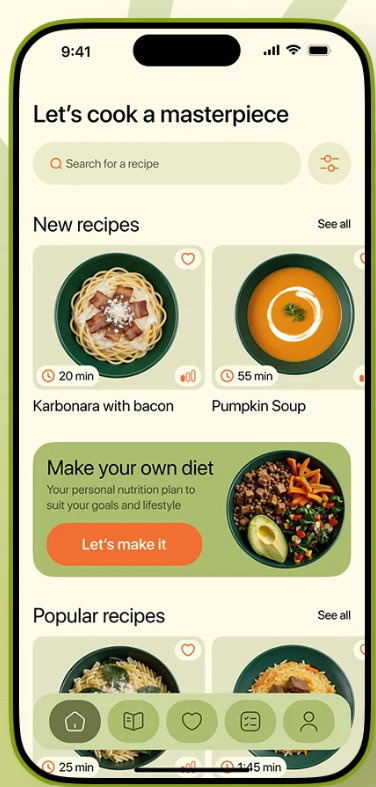 9:41
Let's cook a masterpiece
Search for a recipe
New recipes See all
20 min
55 min
Karbonara with bacon
Pumpkin Soup
Make your own diet
Your personal nutrition plan to
suit your goals and lifestyle
Let's make it
Popular recipes See all
25 min
1:45 min